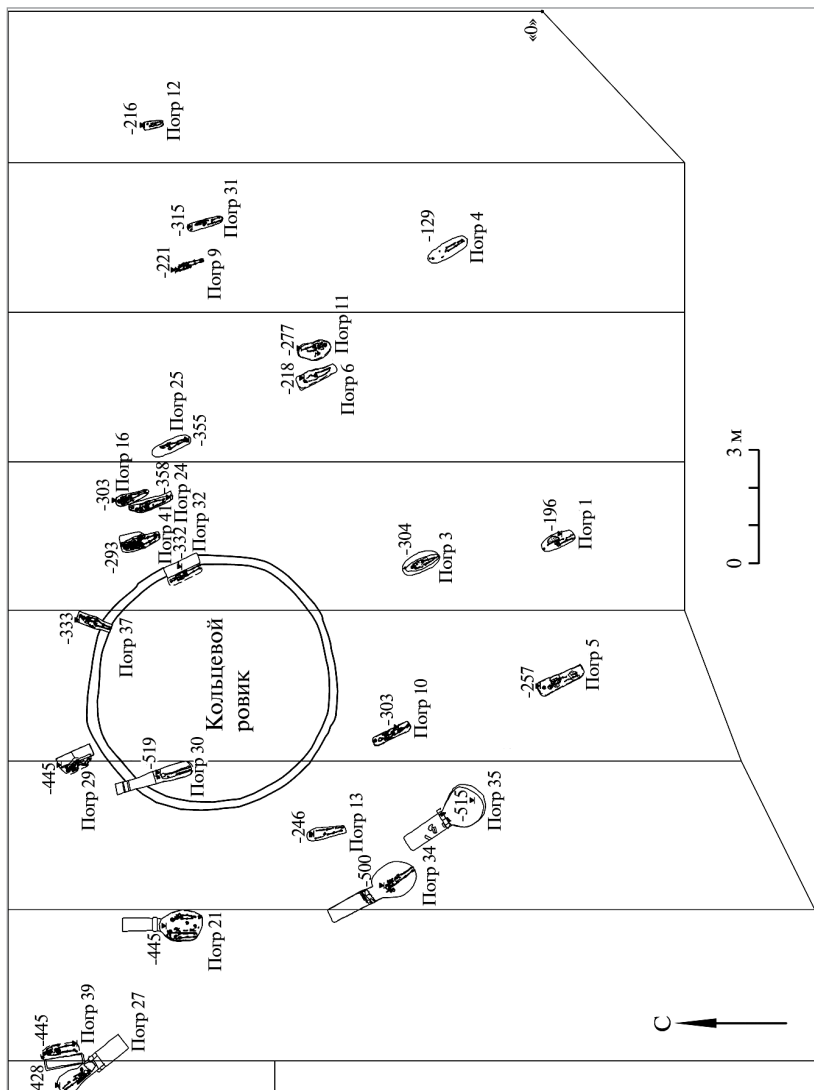 «0»
-216
Погр 12
-315
Погр 31
-221
Погр 9
-129
Погр 4
-277
Погр 11
-218
Погр 6
Погр 25
-355
Погр 16
-303
-358
Погр 24
-293
Погр 41
-332
Погр 32
-304
Погр 3
-196
Погр 1
0
3 м
-333
Погр 37
Кольцевой
ровик
-257
Погр 5
-303
Погр 10
-445
Погр 29
-519
Погр 30
-246
Погр 13
-515
Погр 35
-500
Погр 34
-445
Погр 21
-445
Погр 39
428
Погр 27
С